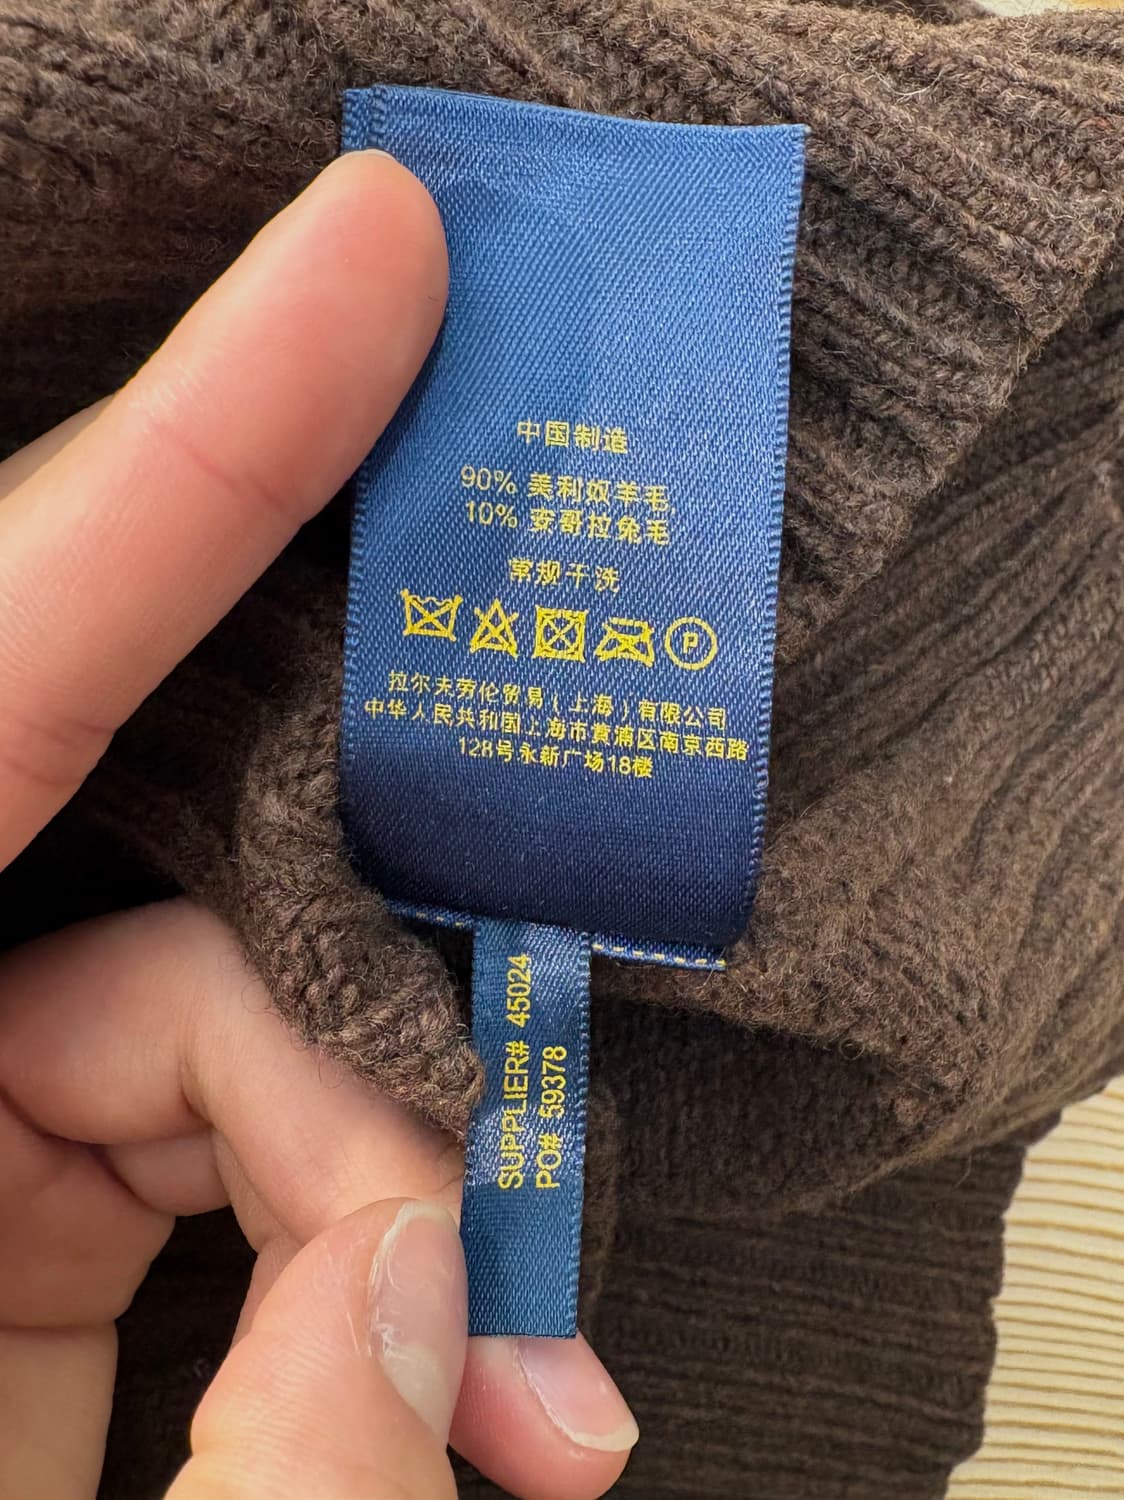 中国制造
90% 美利奴羊毛
10% 安哥拉兔毛
常规干洗
P
拉尔夫劳伦贸易（上海）有限公司
中华人民共和国上海市黄浦区南京西路
128号永新广场18楼
SUPPLIER# 45024
PO# 59378